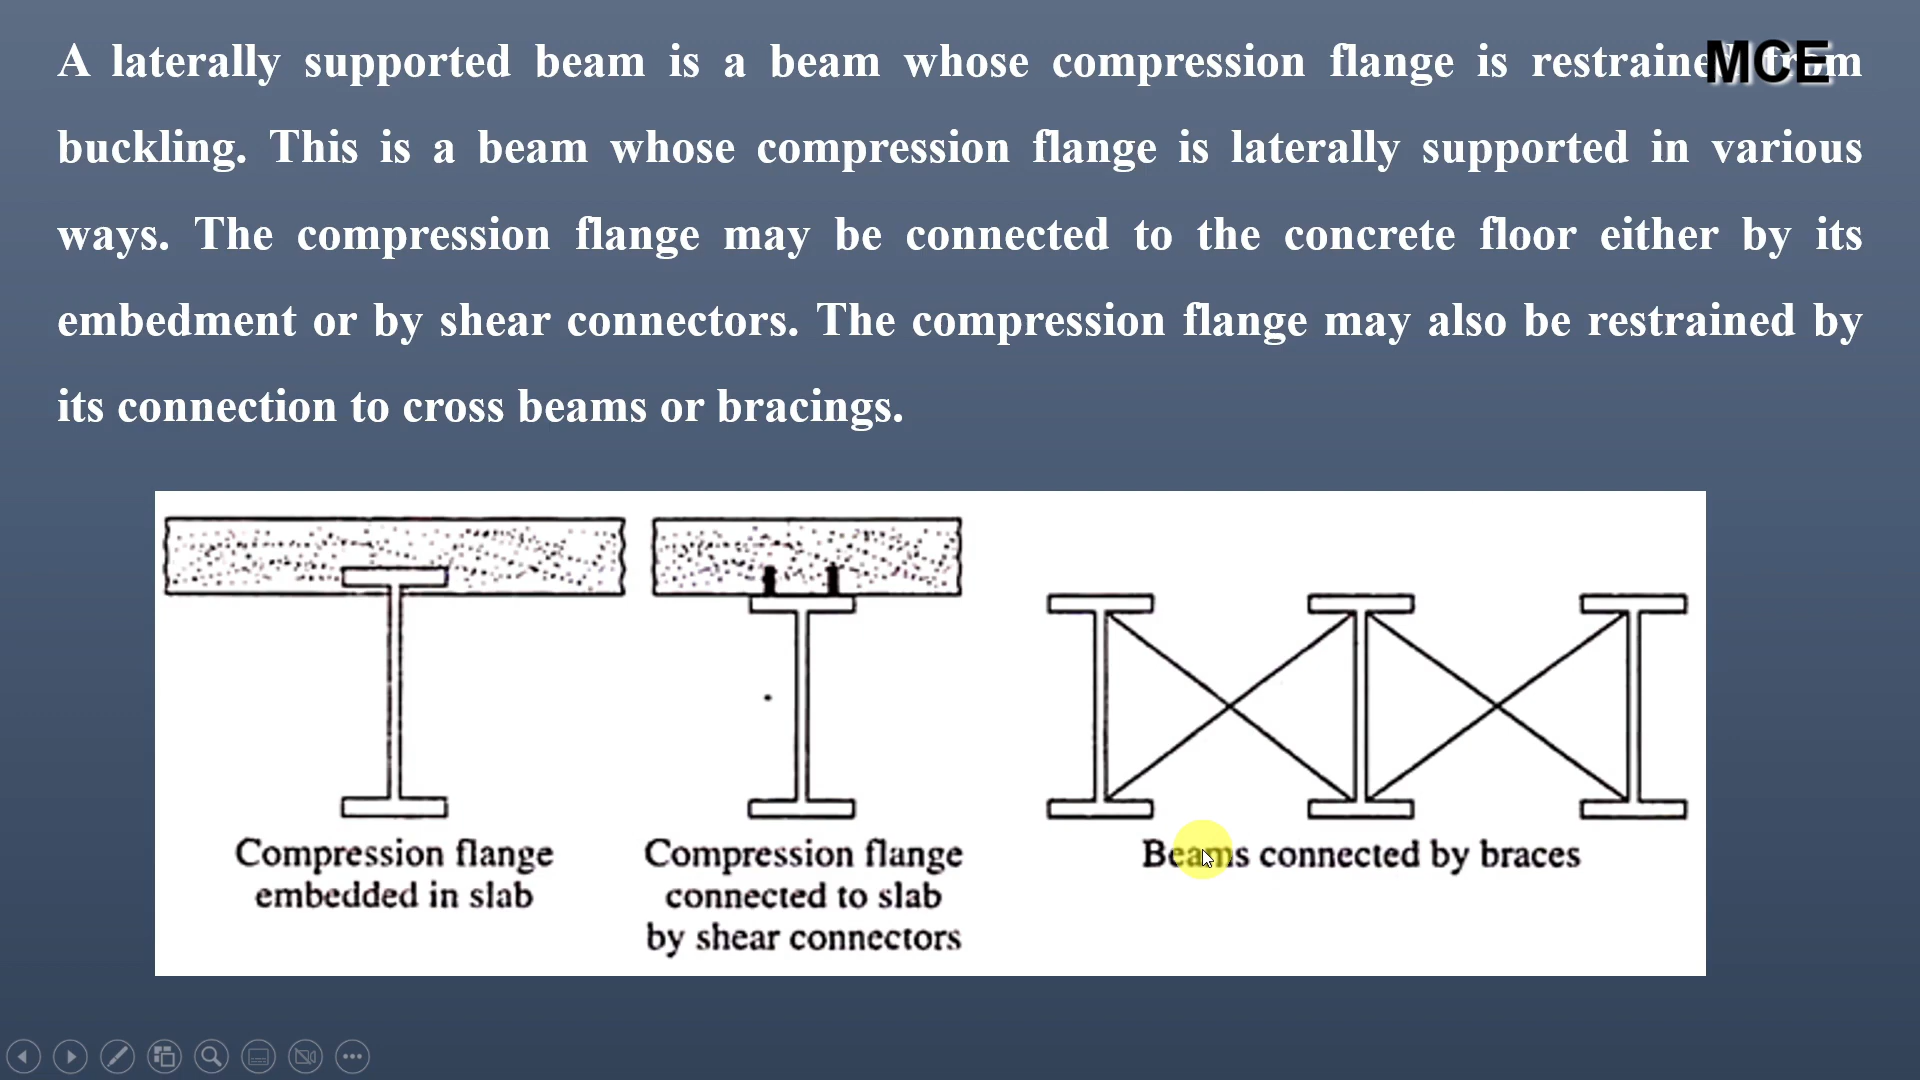 A laterally supported beam is a beam whose compression flange is restrained from
MCE
buckling. This is a beam whose compression flange is laterally supported in various
ways. The compression flange may be connected to the concrete floor either by its
embedment or by shear connectors. The compression flange may also be restrained by
its connection to cross beams or bracings.
Compression flange
embedded in slab
Compression flange
connected to slab
by shear connectors
Beams connected by braces